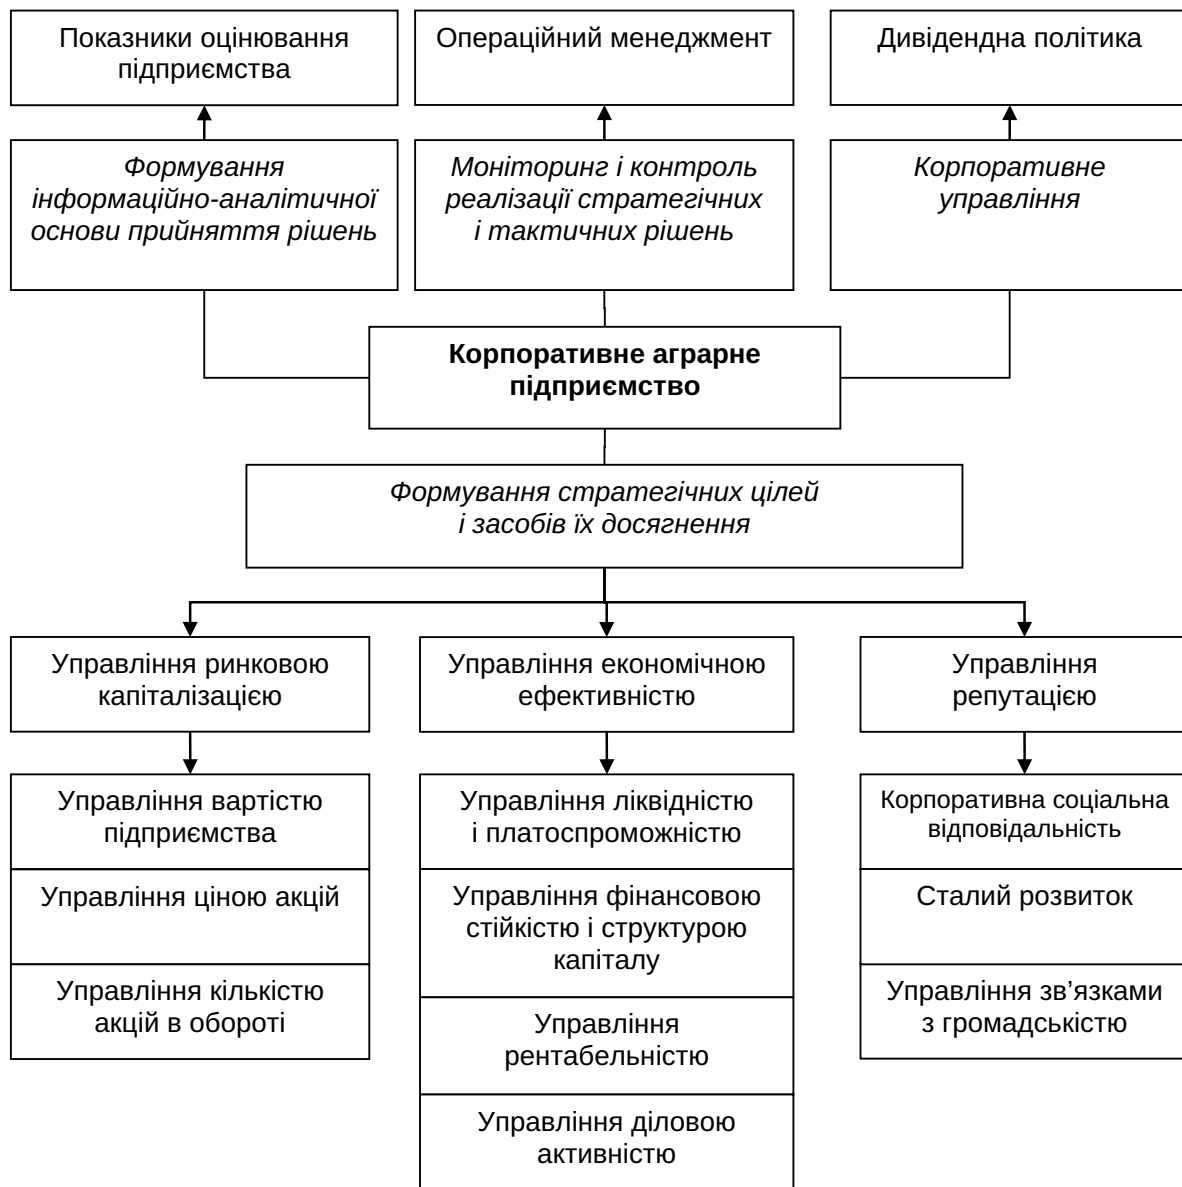 Показники оцінювання
підприємства
Операційний менеджмент
Дивідендна політика
Формування
інформаційно-аналітичної
основи прийняття рішень
Моніторинг і контроль
реалізації стратегічних
і тактичних рішень
Корпоративне
управління
Корпоративне аграрне
підприємство
Формування стратегічних цілей
і засобів їх досягнення
Управління ринковою
капіталізацією
Управління економічною
ефективністю
Управління
репутацією
Управління вартістю
підприємства
Управління ціною акцій
Управління кількістю
акцій в обороті
Управління ліквідністю
і платоспроможністю
Управління фінансовою
стійкістю і структурою
капіталу
Управління
рентабельністю
Управління діловою
активністю
Корпоративна соціальна
відповідальність
Сталий розвиток
Управління зв’язками
з громадськістю